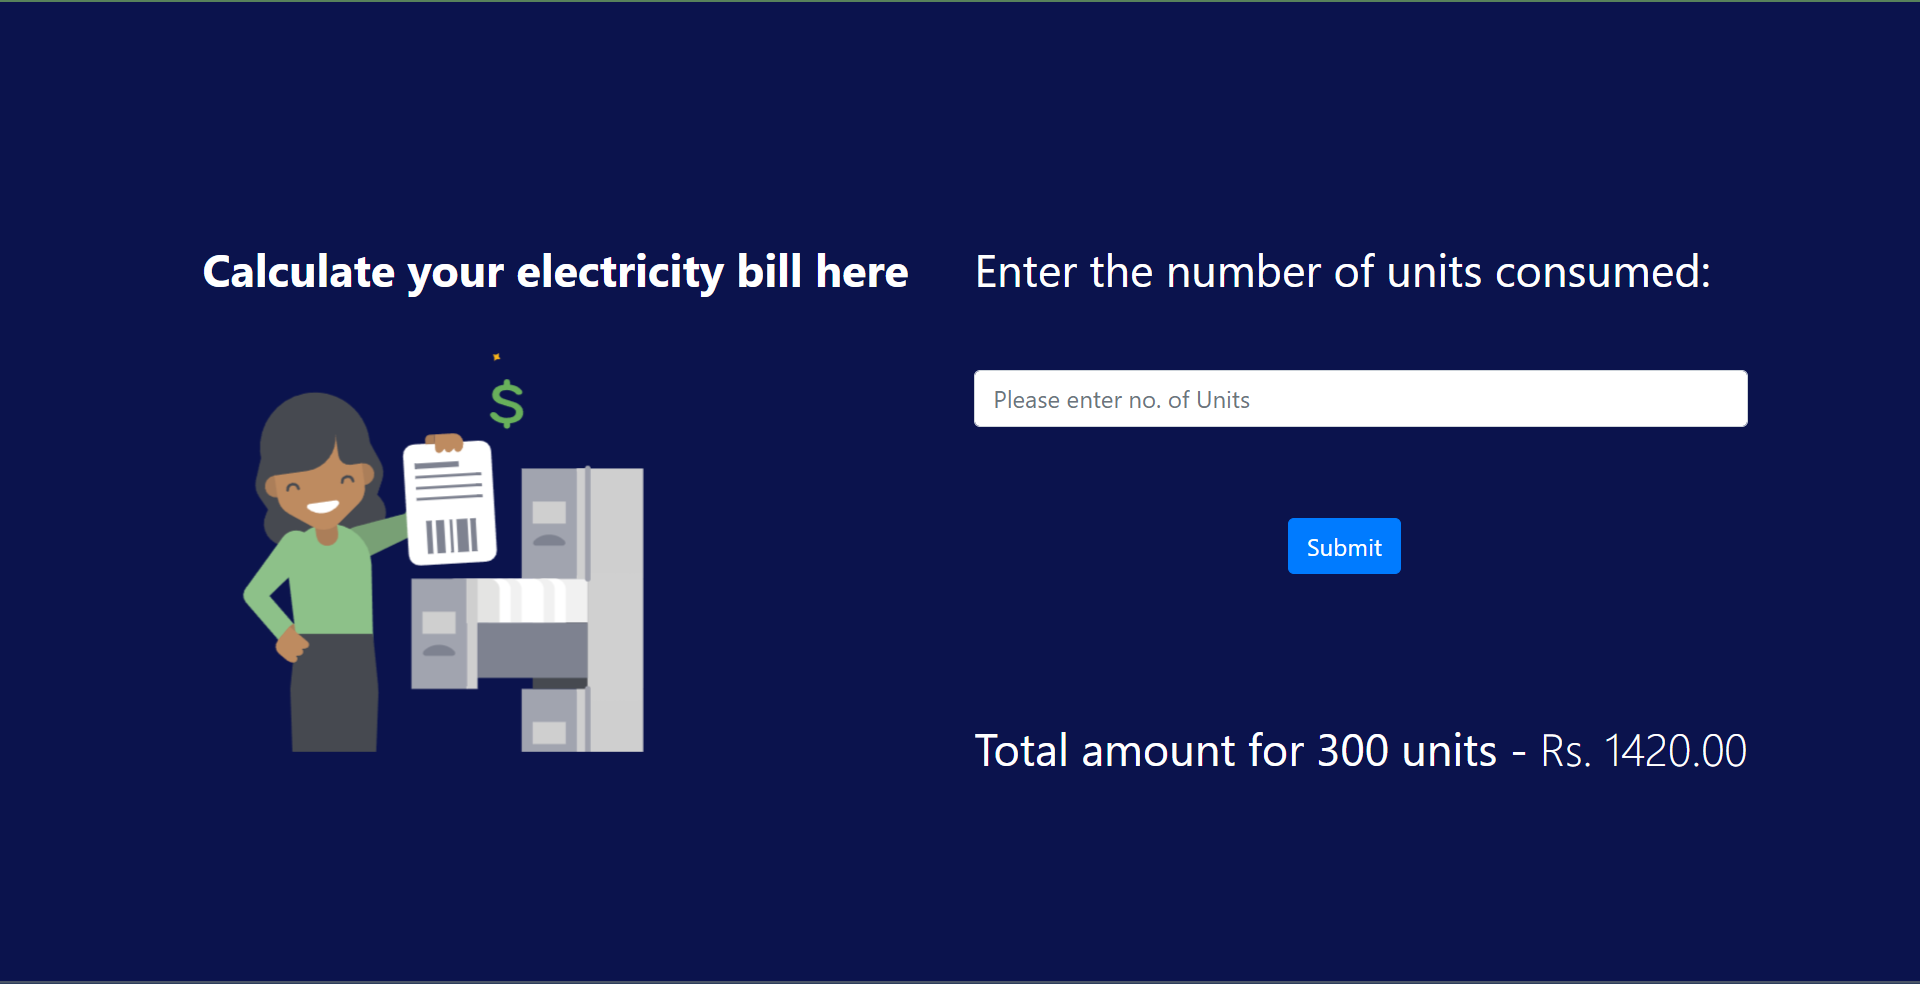 Calculate your electricity bill here
Enter the number of units consumed:
$
Please enter no. of Units
Submit
Total amount for 300 units - Rs. 1420.00